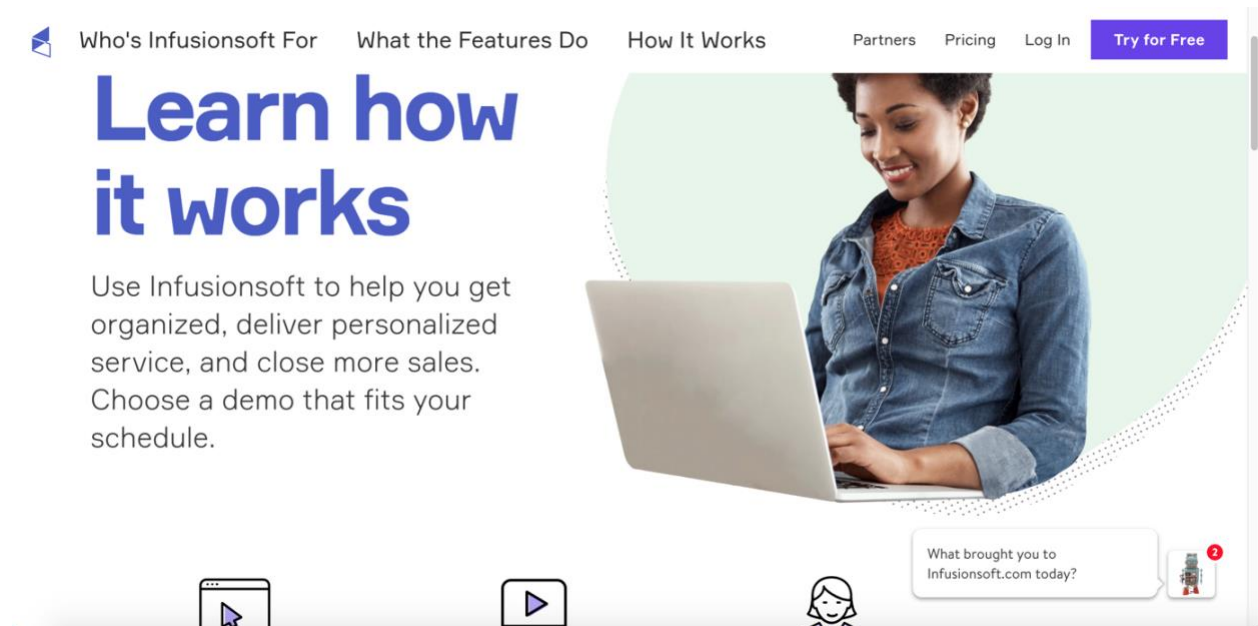 Who's Infusionsoft For What the Features Do How It Works Partners Pricing Log In Try for Free
Learn how
it works
Use Infusionsoft to help you get
organized, deliver personalized
service, and close more sales.
Choose a demo that fits your
schedule.
What brought you to
Infusionsoft.com today?
2